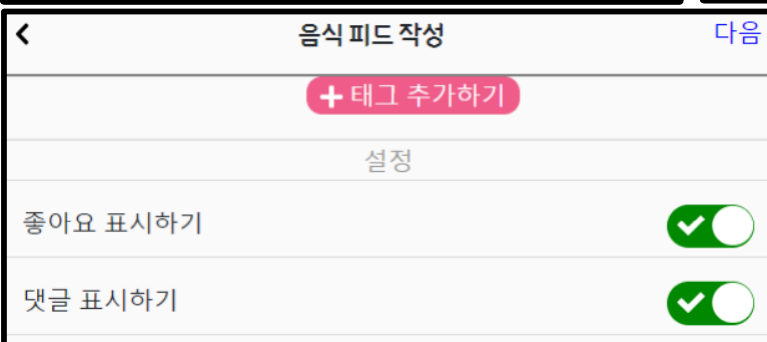 음식 피드 작성 다음
태그 추가하기
설정
좋아요 표시하기
댓글 표시하기